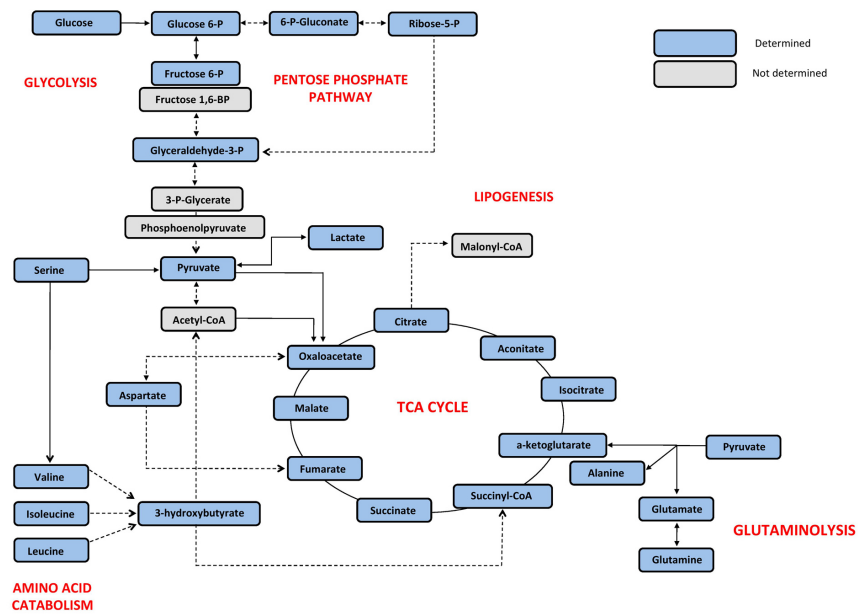 Glucose
Glucose 6-P
6-P-Gluconate
Ribose-5-P
Determined
Not determined
GLYCOLYSIS
Fructose 6-P
PENTOSE PHOSPHATE
PATHWAY
Fructose 1,6-BP
Glyceraldehyde-3-P
3-P-Glycerate
LIPOGENESIS
Phosphoenolpyruvate
Lactate
Malonyl-CoA
Serine
Pyruvate
Acetyl-CoA
Citrate
Oxaloacetate
Aconitate
Aspartate
Isocitrate
Malate
TCA CYCLE
a-ketoglutarate
Pyruvate
Valine
Fumarate
Alanine
Succinyl-CoA
Isoleucine
3-hydroxybutyrate
Succinate
Glutamate
GLUTAMINOLYSIS
Leucine
Glutamine
AMINO ACID
CATABOLISM